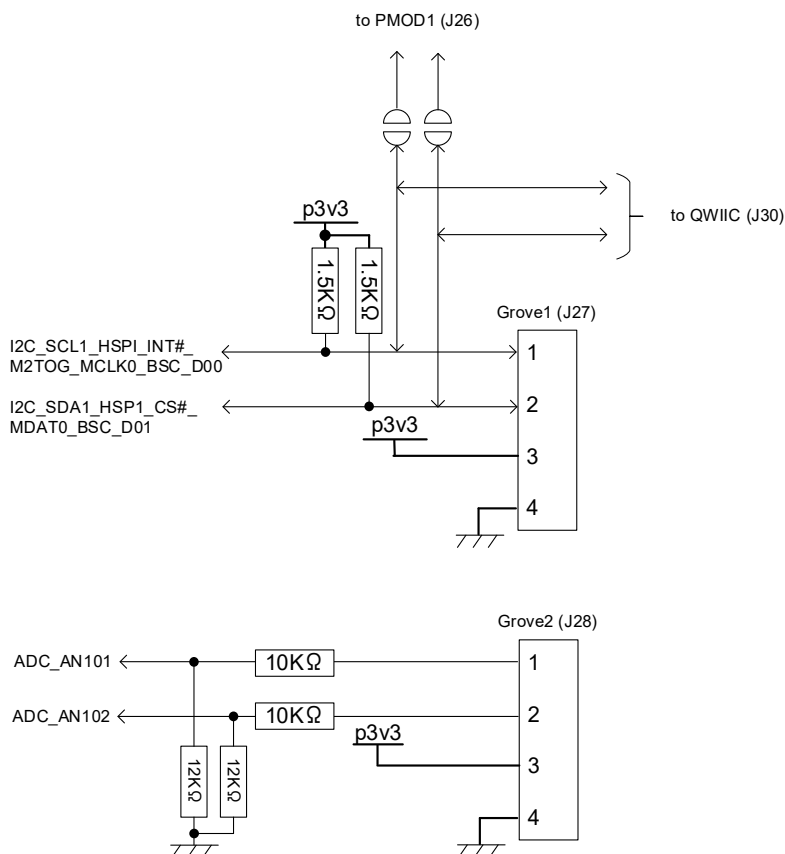 to PMOD1 (J26)
to QWIIC (J30)
p3v3
1.5KΩ
1.5KΩ
Grove1 (J27)
I2C_SCL1_HSPI_INT#_
M2TOG_MCLK0_BSC_D00
1
I2C_SDA1_HSP1_CS#_
MDAT0_BSC_D01
2
p3v3
3
4
Grove2 (J28)
ADC_AN101
10KΩ
1
ADC_AN102
10KΩ
2
p3v3
12KΩ
12KΩ
3
4